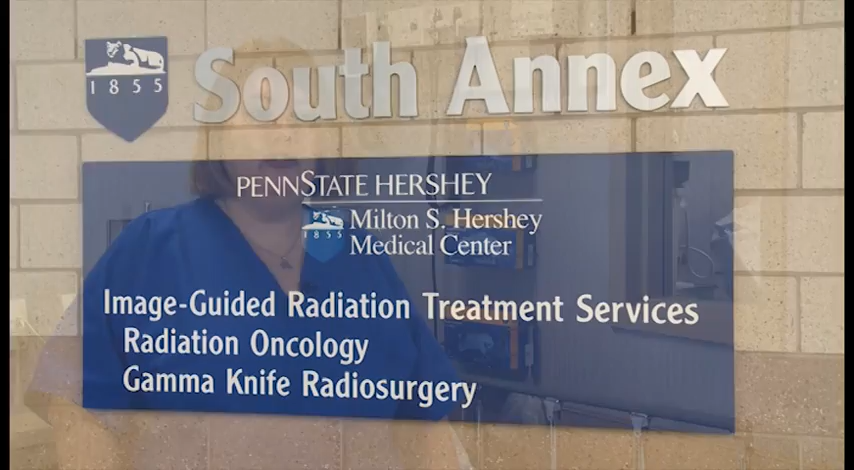 South Annex
1855
PENNSTATE HERSHEY
1855
Milton S. Hershey
Medical Center
Image-Guided Radiation Treatment Services
Radiation Oncology
Gamma Knife Radiosurgery